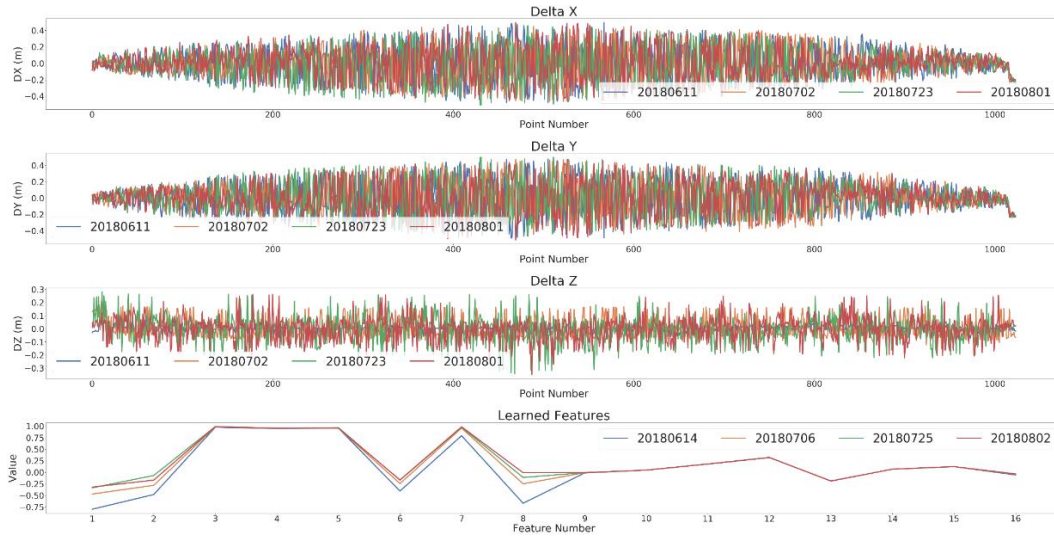 Delta X
DX (m)
0.4
0.2
0.0
−0.2
−0.4
20180611 20180702 20180723 20180801
0 200 400 600 800 1000
Point Number
Delta Y
DY (m)
0.4
0.2
0.0
−0.2
−0.4
20180611 20180702 20180723 20180801
0 200 400 600 800 1000
Point Number
Delta Z
DZ (m)
0.3
0.2
0.1
0.0
−0.1
−0.2
−0.3
20180611 20180702 20180723 20180801
0 200 400 600 800 1000
Point Number
Learned Features
Value
1.00
0.75
0.50
0.25
0.00
−0.25
−0.50
−0.75
20180614 20180706 20180725 20180802
1 2 3 4 5 6 7 8 9 10 11 12 13 14 15 16
Feature Number